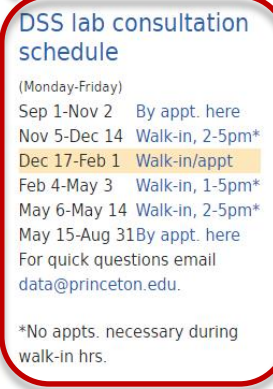 DSS lab consultation
schedule
(Monday-Friday)
Sep 1-Nov 2 By appt. here
Nov 5-Dec 14 Walk-in, 2-5pm*
Dec 17-Feb 1 Walk-in/appt
Feb 4-May 3 Walk-in, 1-5pm*
May 6-May 14 Walk-in, 2-5pm*
May 15-Aug 31By appt. here
For quick questions email
data@princeton.edu.
*No appts. necessary during
walk-in hrs.